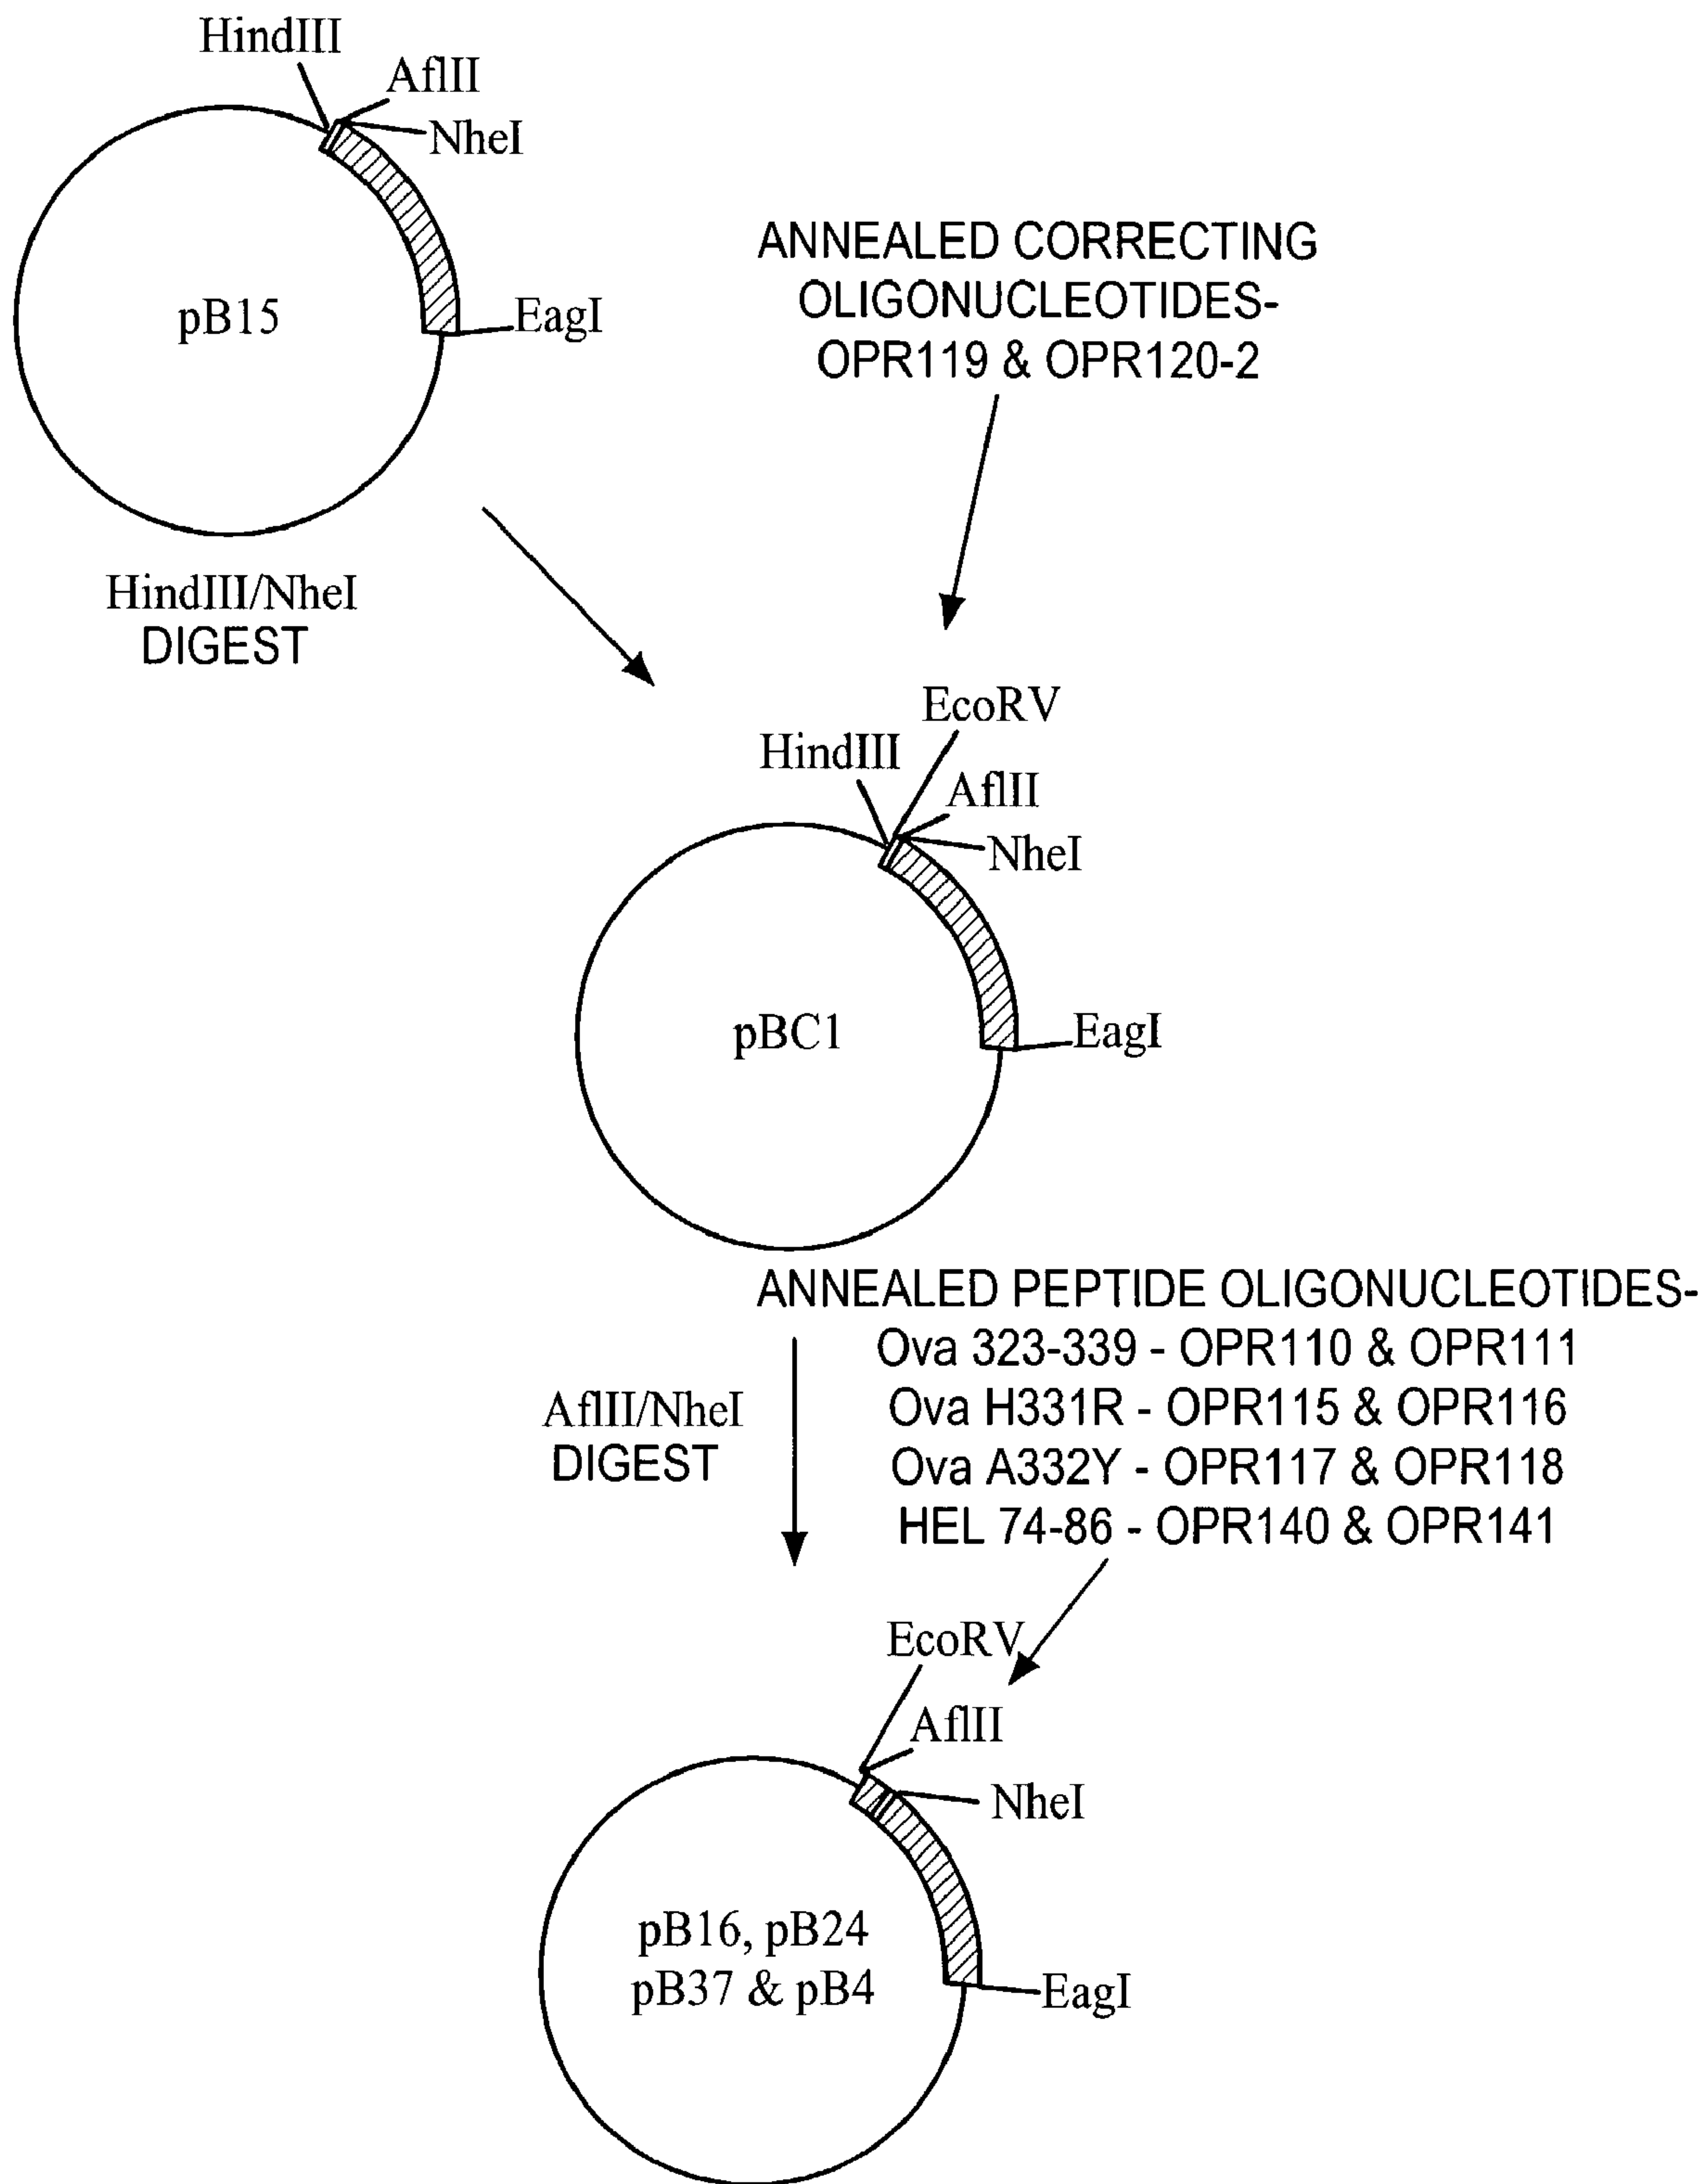 HindIII
AflII
NheI
pB15
EagI
ANNEALED CORRECTING
OLIGONUCLEOTIDES-
OPR119 & OPR120-2
HindIII/NheI
DIGEST
EcoRV
HindIII
AflII
NheI
pBC1
EagI
ANNEALED PEPTIDE OLIGONUCLEOTIDES-
Ova 323-339 - OPR110 & OPR111
Ova H331R - OPR115 & OPR116
Ova A332Y - OPR117 & OPR118
HEL 74-86 - OPR140 & OPR141
AflII/NheI
DIGEST
EcoRV
AflII
NheI
pB16, pB24
pB37 & pB4
EagI